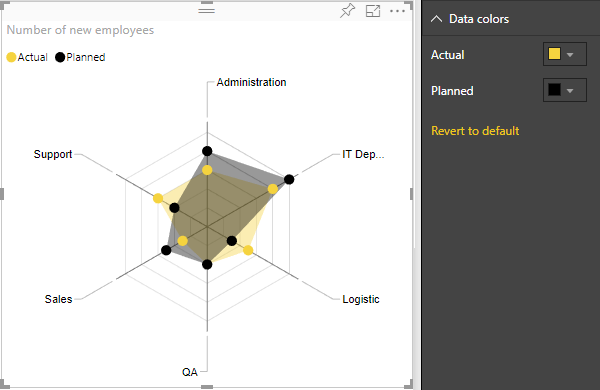 Number of new employees
Actual Planned
Administration
IT Dep...
Support
Logistic
Sales
QA
Data colors
Actual
Planned
Revert to default